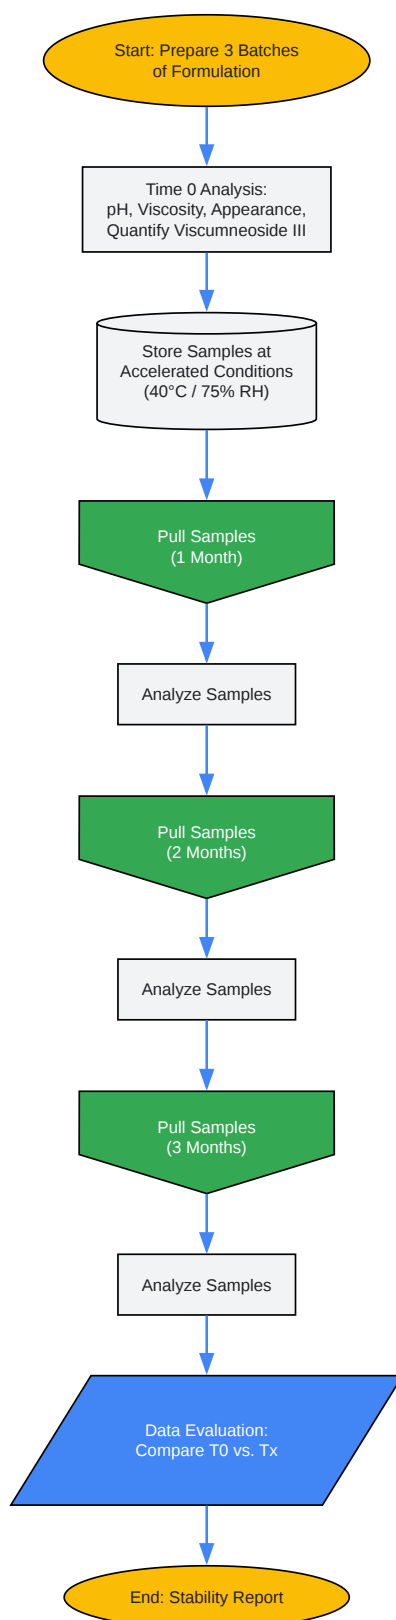 Start: Prepare 3 Batches
of Formulation
Time 0 Analysis:
pH, Viscosity, Appearance,
Quantify Viscumneoside III
Store Samples at
Accelerated Conditions
(40°C / 75% RH)
Pull Samples
(1 Month)
Analyze Samples
Pull Samples
(2 Months)
Analyze Samples
Pull Samples
(3 Months)
Analyze Samples
Data Evaluation:
Compare T0 vs. Tx
End: Stability Report